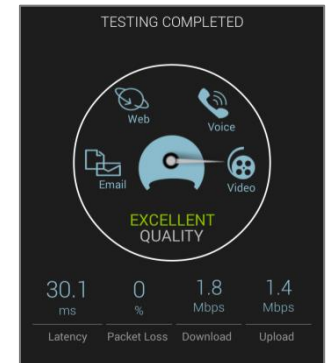 TESTING COMPLETED
Web
Voice
Email
Video
EXCELLENT
QUALITY
30.1 0 1.8 1.4
ms % Mbps Mbps
Latency Packet Loss Download Upload